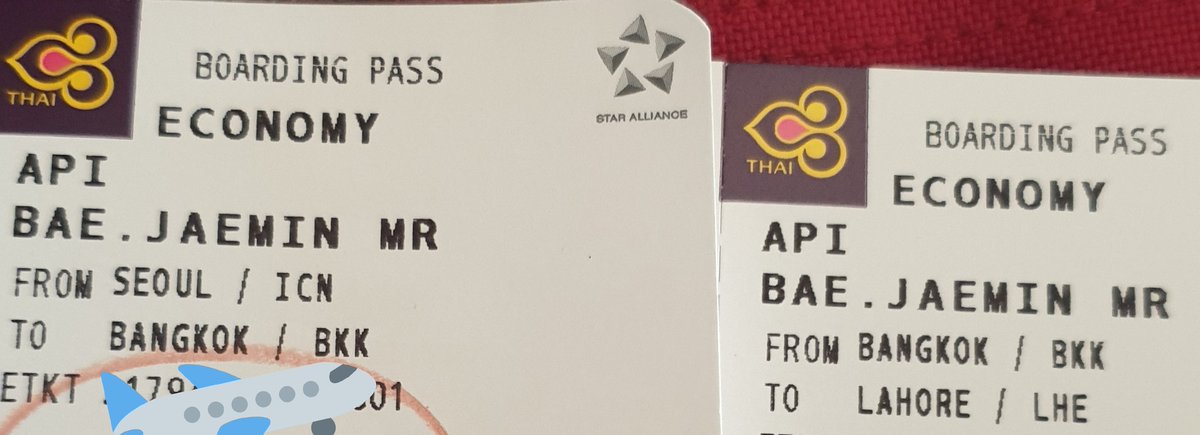 THAI
BOARDING PASS
ECONOMY
STAR ALLIANCE
API
BAE.JAEMIN MR
FROM SEOUL / ICN
TO BANGKOK / BKK
ETKT
THAI
BOARDING PASS
ECONOMY
API
BAE.JAEMIN MR
FROM BANGKOK / BKK
TO LAHORE / LHE